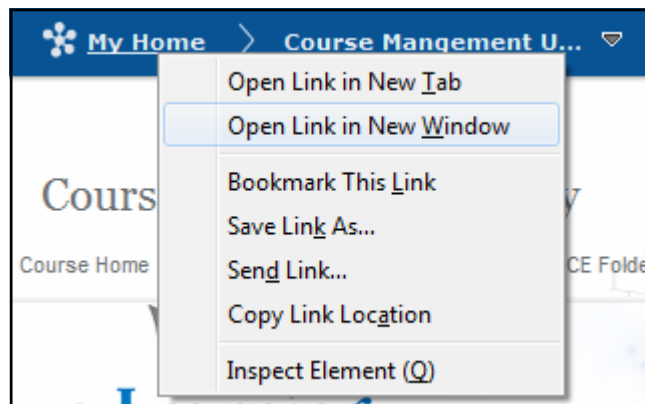 My Home > Course Mangement U...
Open Link in New Tab
Open Link in New Window
Bookmark This Link
Cours y
Save Link As...
Course Home CE Folde
Send Link...
Copy Link Location
Inspect Element (Q)